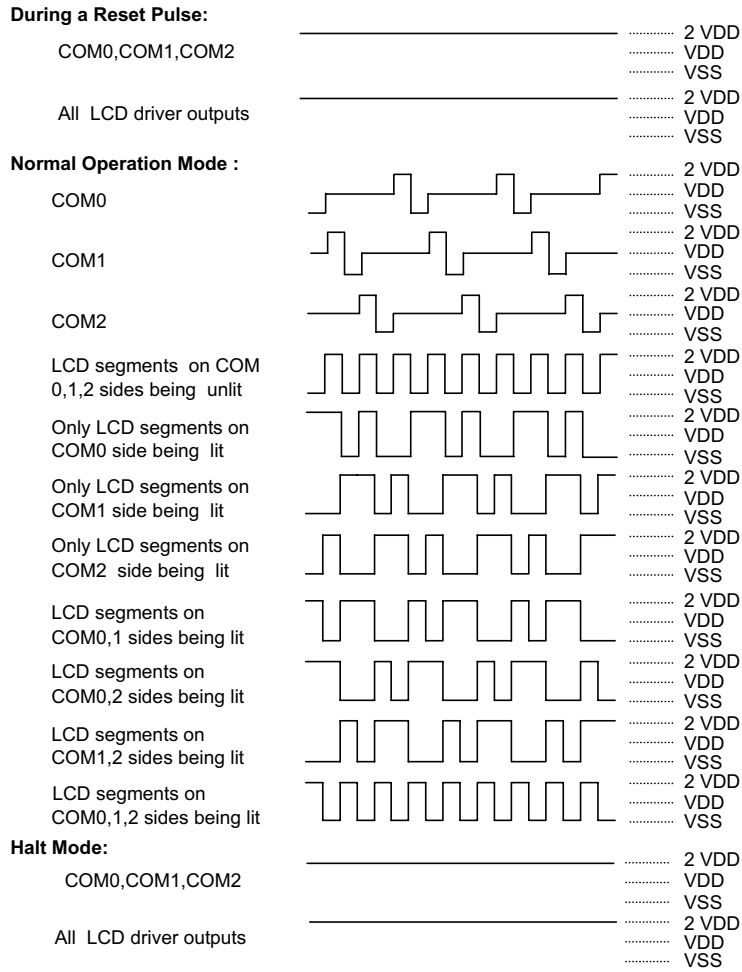 During a Reset Pulse:
2 VDD
COM0,COM1,COM2
VDD
VSS
2 VDD
All LCD driver outputs
VDD
VSS
Normal Operation Mode :
2 VDD
VDD
COM0
VSS
2 VDD
COM1
VDD
VSS
2 VDD
COM2
VDD
VSS
LCD segments on COM
0,1,2 sides being unlit
2 VDD
VDD
VSS
Only LCD segments on
COM0 side being lit
2 VDD
VDD
VSS
Only LCD segments on
COM1 side being lit
2 VDD
VDD
VSS
Only LCD segments on
COM2 side being lit
2 VDD
VDD
VSS
LCD segments on
COM0,1 sides being lit
2 VDD
VDD
VSS
LCD segments on
COM0,2 sides being lit
2 VDD
VDD
VSS
LCD segments on
COM1,2 sides being lit
2 VDD
VDD
VSS
LCD segments on
COM0,1,2 sides being lit
2 VDD
VDD
VSS
Halt Mode:
2 VDD
COM0,COM1,COM2
VDD
VSS
2 VDD
All LCD driver outputs
VDD
VSS